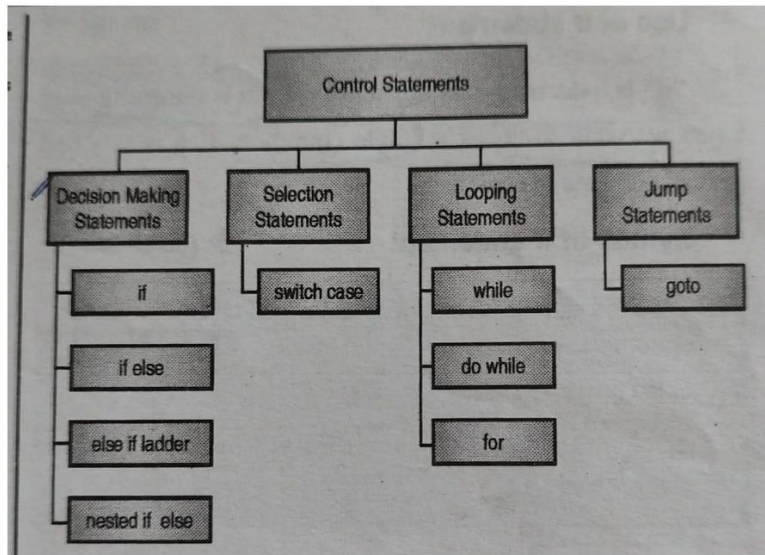 Control Statements
Decision Making
Statements
if
if else
else if ladder
nested if else
Selection
Statements
switch case
Looping
Statements
while
do while
for
Jump
Statements
goto